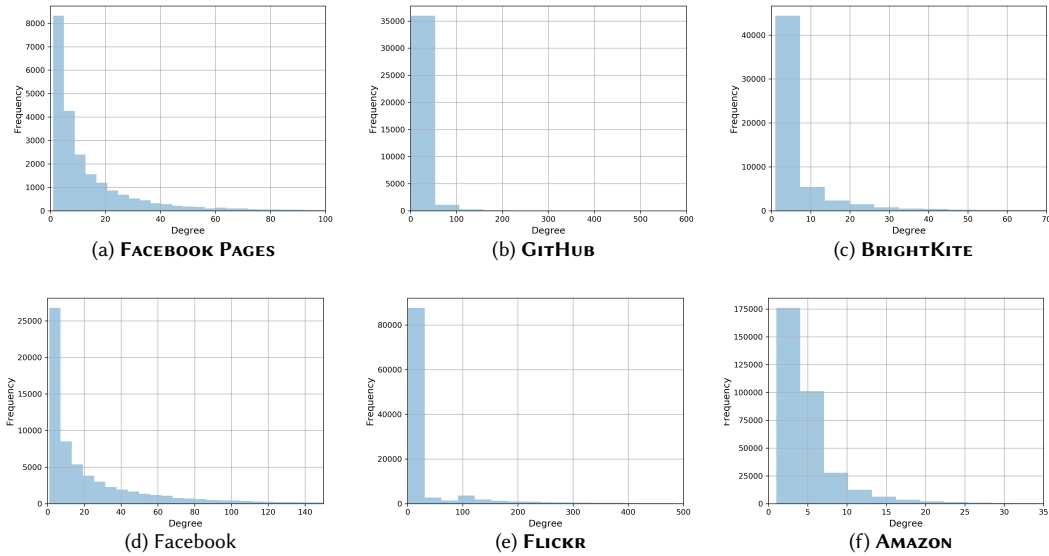 8000
7000
6000
5000
4000
3000
2000
1000
0
Frequency
0 20 40 60 80 100
Degree
(a) FACEBOOK PAGES
35000
30000
25000
20000
15000
10000
5000
0
Frequency
0 100 200 300 400 500 600
Degree
(b) GITHUB
40000
30000
20000
10000
0
Frequency
0 10 20 30 40 50 60 70
Degree
(c) BRIGHTKITE
25000
20000
15000
10000
5000
0
Frequency
0 20 40 60 80 100 120 140
Degree
(d) Facebook
80000
60000
40000
20000
0
Frequency
0 100 200 300 400 500
Degree
(e) FLICKR
175000
150000
125000
100000
75000
50000
25000
0
Frequency
0 5 10 15 20 25 30 35
Degree
(f) AMAZON